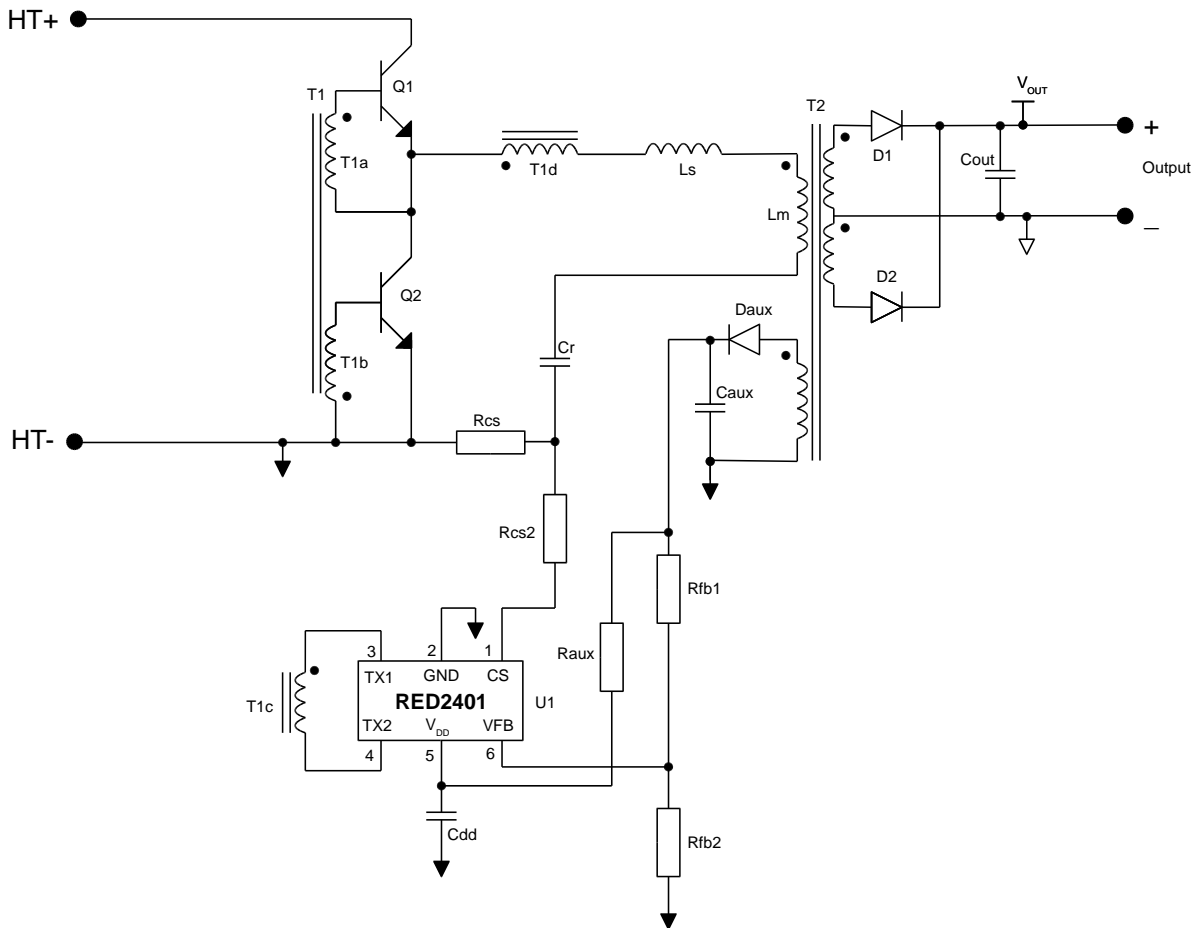 HT+
Q1
T1
T1a
T1d
Ls
T2
D1
V
OUT
+
Cout
Output
–
Lm
Q2
D2
T1b
Cr
Daux
Caux
Rcs
HT-
Rcs2
Rfb1
Raux
3
2
1
TX1
GND
CS
T1c
RED2401
U1
TX2
V
DD
VFB
4
5
6
Cdd
Rfb2